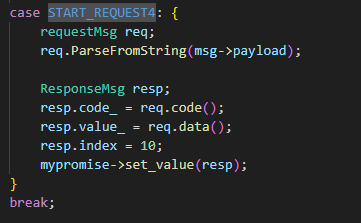 case START_REQUEST4: {
requestMsg req;
req.ParseFromString(msg->payload);
ResponseMsg resp;
resp.code_ = req.code();
resp.value_ = req.data();
resp.index = 10;
mypromise->set_value(resp);
}
break;